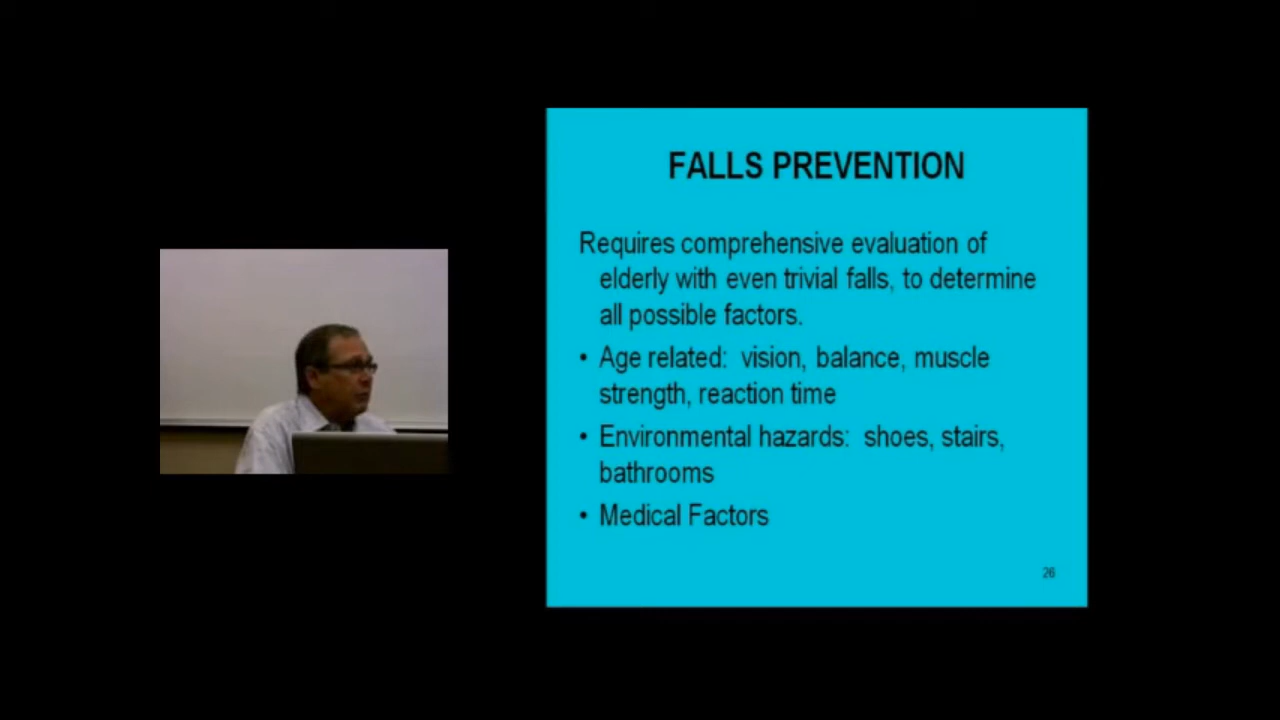 FALLS PREVENTION
Requires comprehensive evaluation of
elderly with even trivial falls, to determine
all possible factors.
• Age related: vision, balance, muscle
strength, reaction time
• Environmental hazards: shoes, stairs,
bathrooms
• Medical Factors
26